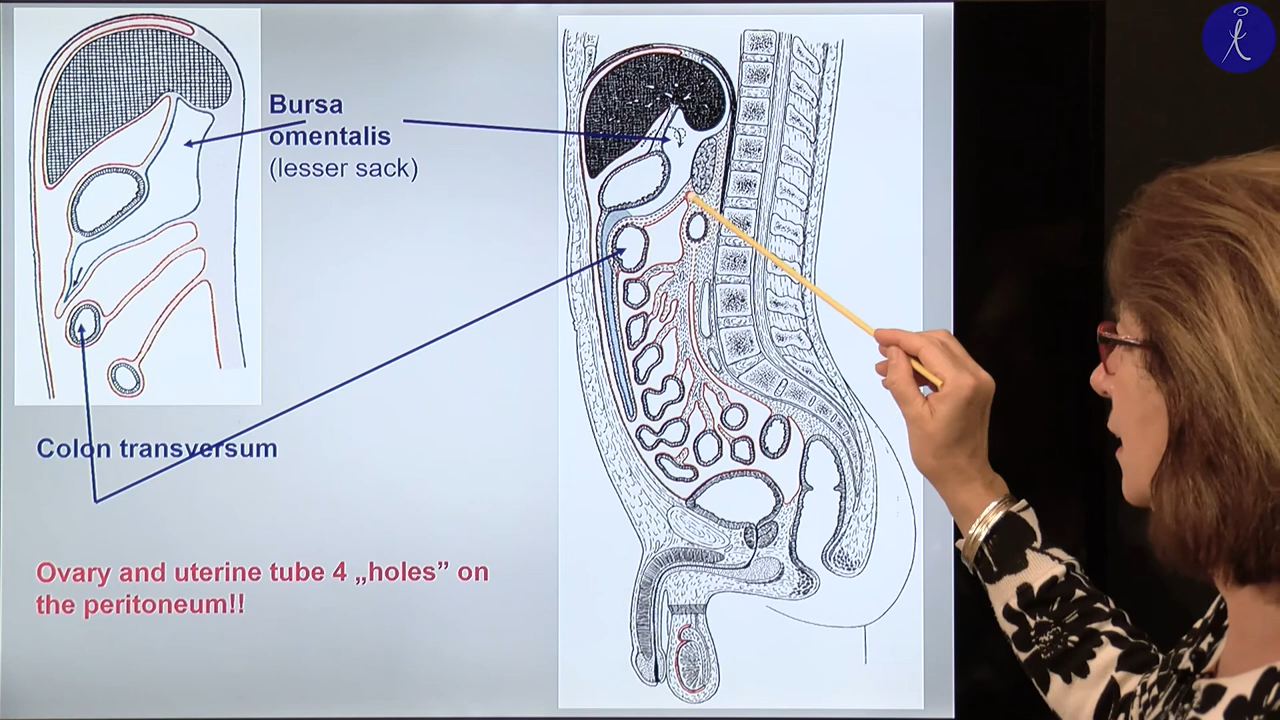 Bursa
omentalis
(lesser sack)
Colon transversum
Ovary and uterine tube 4 „holes” on
the peritoneum!!